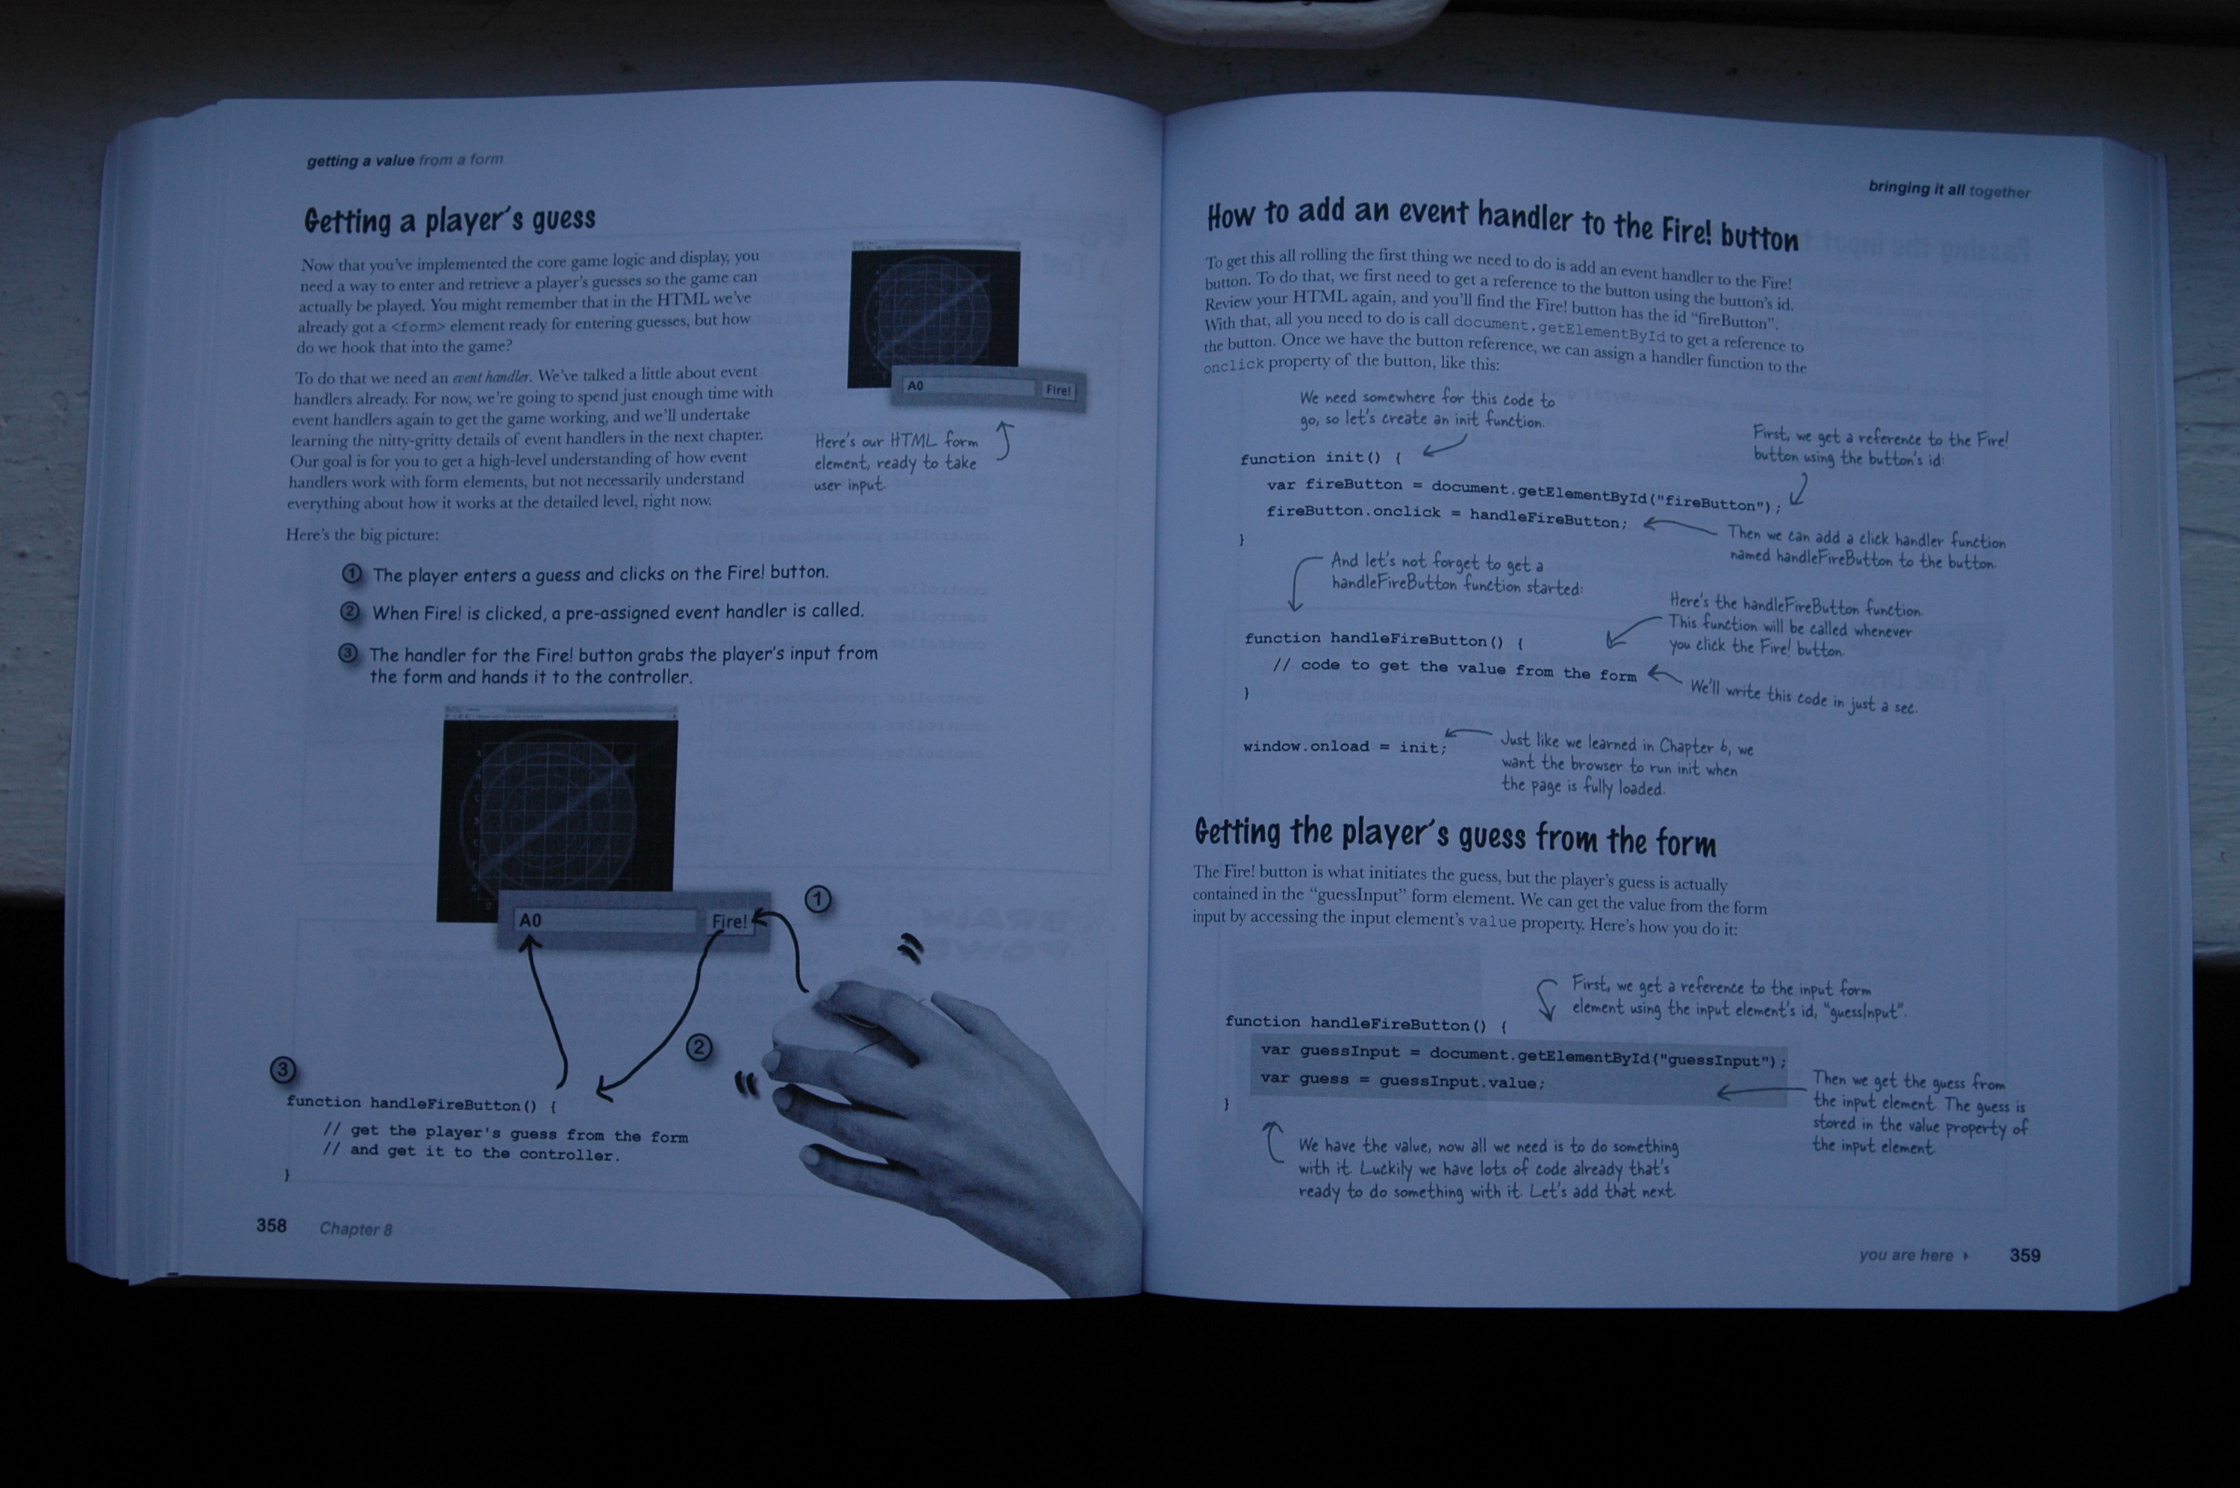 getting a value from a form
Getting a player's guess
Now that you've implemented the core game logic and display, you
need a way to enter and retrieve a player's guesses so the game can
actually be played. You might remember that in the HTML we've
already got a <form> element ready for entering guesses, but how
do we hook that into the game?
To do that we need an event handler. We've talked a little about event
handlers already. For now, we're going to spend just enough time with
event handlers again to get the game working, and we'll undertake
learning the nitty-gritty details of event handlers in the next chapter.
Our goal is for you to get a high-level understanding of how event
handlers work with form elements, but not necessarily understand
everything about how it works at the detailed level, right now.
A0 Fire!
Here's our HTML form
element, ready to take
user input.
Here's the big picture:
1 The player enters a guess and clicks on the Fire! button.
2 When Fire! is clicked, a pre-assigned event handler is called.
3 The handler for the Fire! button grabs the player's input from
the form and hands it to the controller.
A0 Fire!
1
2
3
function handleFireButton() {
// get the player's guess from the form
// and get it to the controller.
}
358 Chapter 8
bringing it all together
How to add an event handler to the Fire! button
To get this all rolling the first thing we need to do is add an event handler to the Fire!
button. To do that, we first need to get a reference to the button using the button's id.
Review your HTML again, and you'll find the Fire! button has the id "fireButton".
With that, all you need to do is call document.getElementById to get a reference to
the button. Once we have the button reference, we can assign a handler function to the
onclick property of the button, like this:
We need somewhere for this code to
go, so let's create an init function.
First, we get a reference to the Fire!
button using the button's id:
function init() {
var fireButton = document.getElementById("fireButton");
fireButton.onclick = handleFireButton;
}
Then we can add a click handler function
named handleFireButton to the button.
And let's not forget to get a
handleFireButton function started:
Here's the handleFireButton function.
This function will be called whenever
you click the Fire! button.
function handleFireButton() {
// code to get the value from the form
}
We'll write this code in just a sec.
window.onload = init;
Just like we learned in Chapter 6, we
want the browser to run init when
the page is fully loaded.
Getting the player's guess from the form
The Fire! button is what initiates the guess, but the player's guess is actually
contained in the "guessInput" form element. We can get the value from the form
input by accessing the input element's value property. Here's how you do it:
First, we get a reference to the input form
element using the input element's id, "guessInput".
function handleFireButton() {
var guessInput = document.getElementById("guessInput");
var guess = guessInput.value;
}
Then we get the guess from
the input element. The guess is
stored in the value property of
the input element.
We have the value, now all we need is to do something
with it. Luckily we have lots of code already that's
ready to do something with it. Let's add that next.
you are here ▸ 359